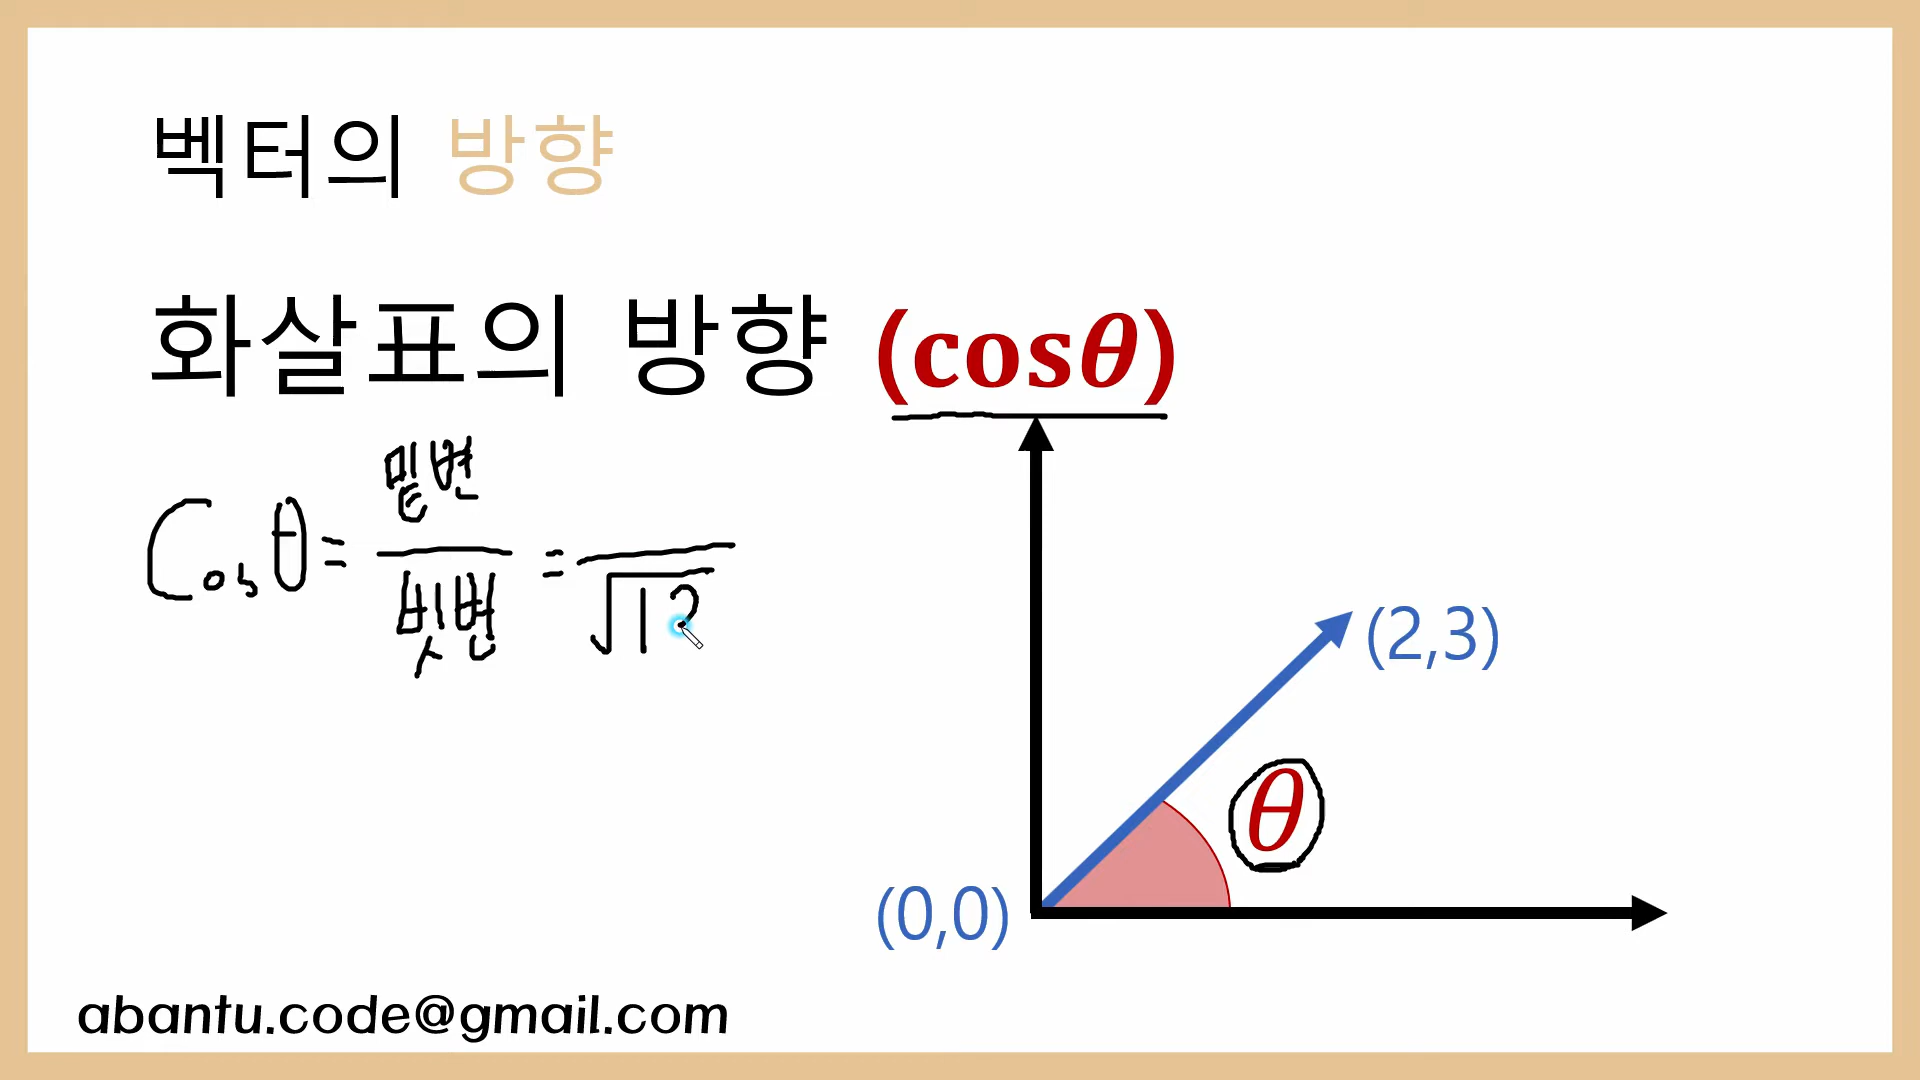 벡터의 방향
화살표의 방향 (cosθ)
Cosθ = 밑변 / 빗변 = / √1
(2,3)
θ
(0,0)
abantu.code@gmail.com